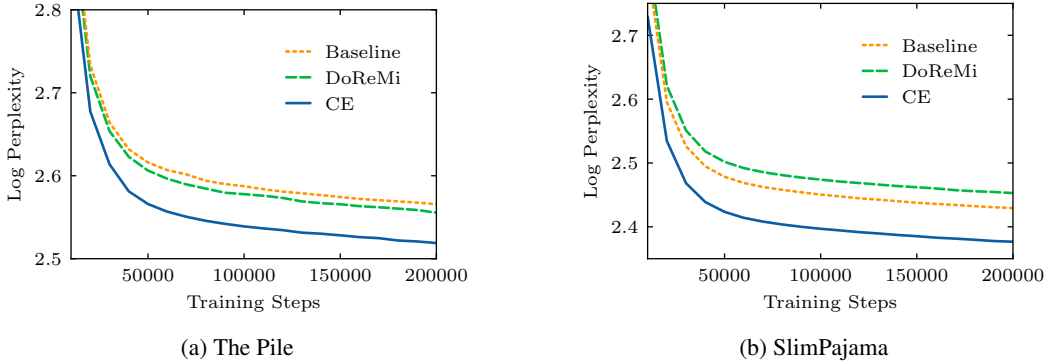 2.8
2.7
2.6
2.5
Log Perplexity
Baseline
DoReMi
CE
50000 100000 150000 200000
Training Steps
(a) The Pile
2.7
2.6
2.5
2.4
Log Perplexity
Baseline
DoReMi
CE
50000 100000 150000 200000
Training Steps
(b) SlimPajama